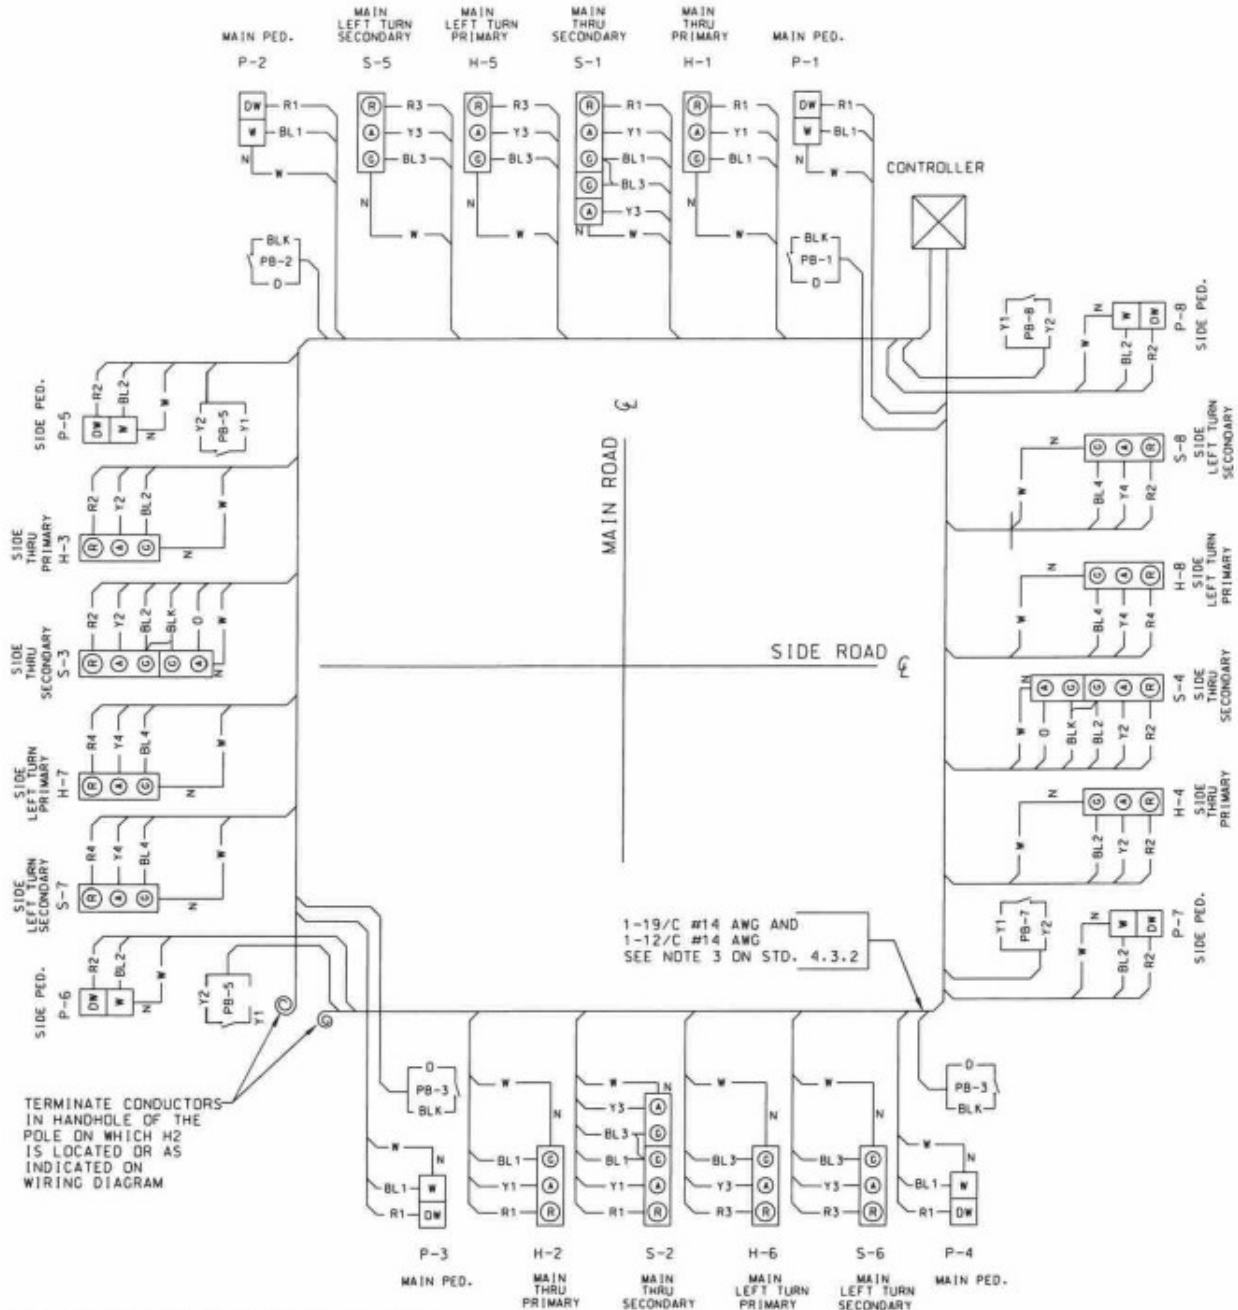 MAIN PED.
P-2
MAIN
LEFT TURN
SECONDARY
S-5
MAIN
LEFT TURN
PRIMARY
H-5
MAIN
THRU
SECONDARY
S-1
MAIN
THRU
PRIMARY
H-1
MAIN PED.
P-1
DW R1
W BL1
N W
R R3
A Y3
G BL3
N W
R R3
A Y3
G BL3
N W
R R1
A Y1
G BL1
G BL3
A Y3
N W
R R1
A Y1
G BL1
N W
DW R1
W BL1
N W
CONTROLLER
BLK
PB-2
O
BLK
PB-1
O
Y1 PB-8 Y2
N W DW
W BL2 R2
P-8
SIDE PED.
SIDE PED.
P-5
R2 BL2 W
DW W N
Y2 PB-5 Y1
SIDE
THRU
PRIMARY
H-3
R2 Y2 BL2 W
R A G N
SIDE
THRU
SECONDARY
S-3
R2 Y2 BL2 BLK O W
R A G G A N
SIDE
LEFT TURN
PRIMARY
H-7
R4 Y4 BL4 W
R A G N
SIDE
LEFT TURN
SECONDARY
S-7
R4 Y4 BL4 W
R A G N
SIDE PED.
P-6
R2 BL2 W
DW W N
Y2 PB-5 Y1
MAIN ROAD
SIDE ROAD
N G A R
W BL4 Y4 R2
S-8
SIDE
LEFT TURN
SECONDARY
N G A R
W BL4 Y4 R4
H-8
SIDE
LEFT TURN
PRIMARY
N A G G A R
W O BLK BL2 Y2 R2
S-4
SIDE
THRU
SECONDARY
N G A R
W BL2 Y2 R2
H-4
SIDE
THRU
PRIMARY
Y1 PB-7 Y2
N W DW
W BL2 R2
P-7
SIDE PED.
1-19/C #14 AWG AND
1-12/C #14 AWG
SEE NOTE 3 ON STD. 4.3.2
TERMINATE CONDUCTORS
IN HANDHOLE OF THE
POLE ON WHICH H2
IS LOCATED OR AS
INDICATED ON
WIRING DIAGRAM
O
PB-3
BLK
W N
BL1 W
R1 DW
P-3
MAIN PED.
W N
BL1 G
Y1 A
R1 R
H-2
MAIN
THRU
PRIMARY
W N
Y3 A
BL3 G
BL1 G
Y1 A
R1 R
S-2
MAIN
THRU
SECONDARY
W N
BL3 G
Y3 A
R3 R
H-6
MAIN
LEFT TURN
PRIMARY
W N
BL3 G
Y3 A
R3 R
S-6
MAIN
LEFT TURN
SECONDARY
O
PB-3
BLK
W N
BL1 W
R1 DW
P-4
MAIN PED.